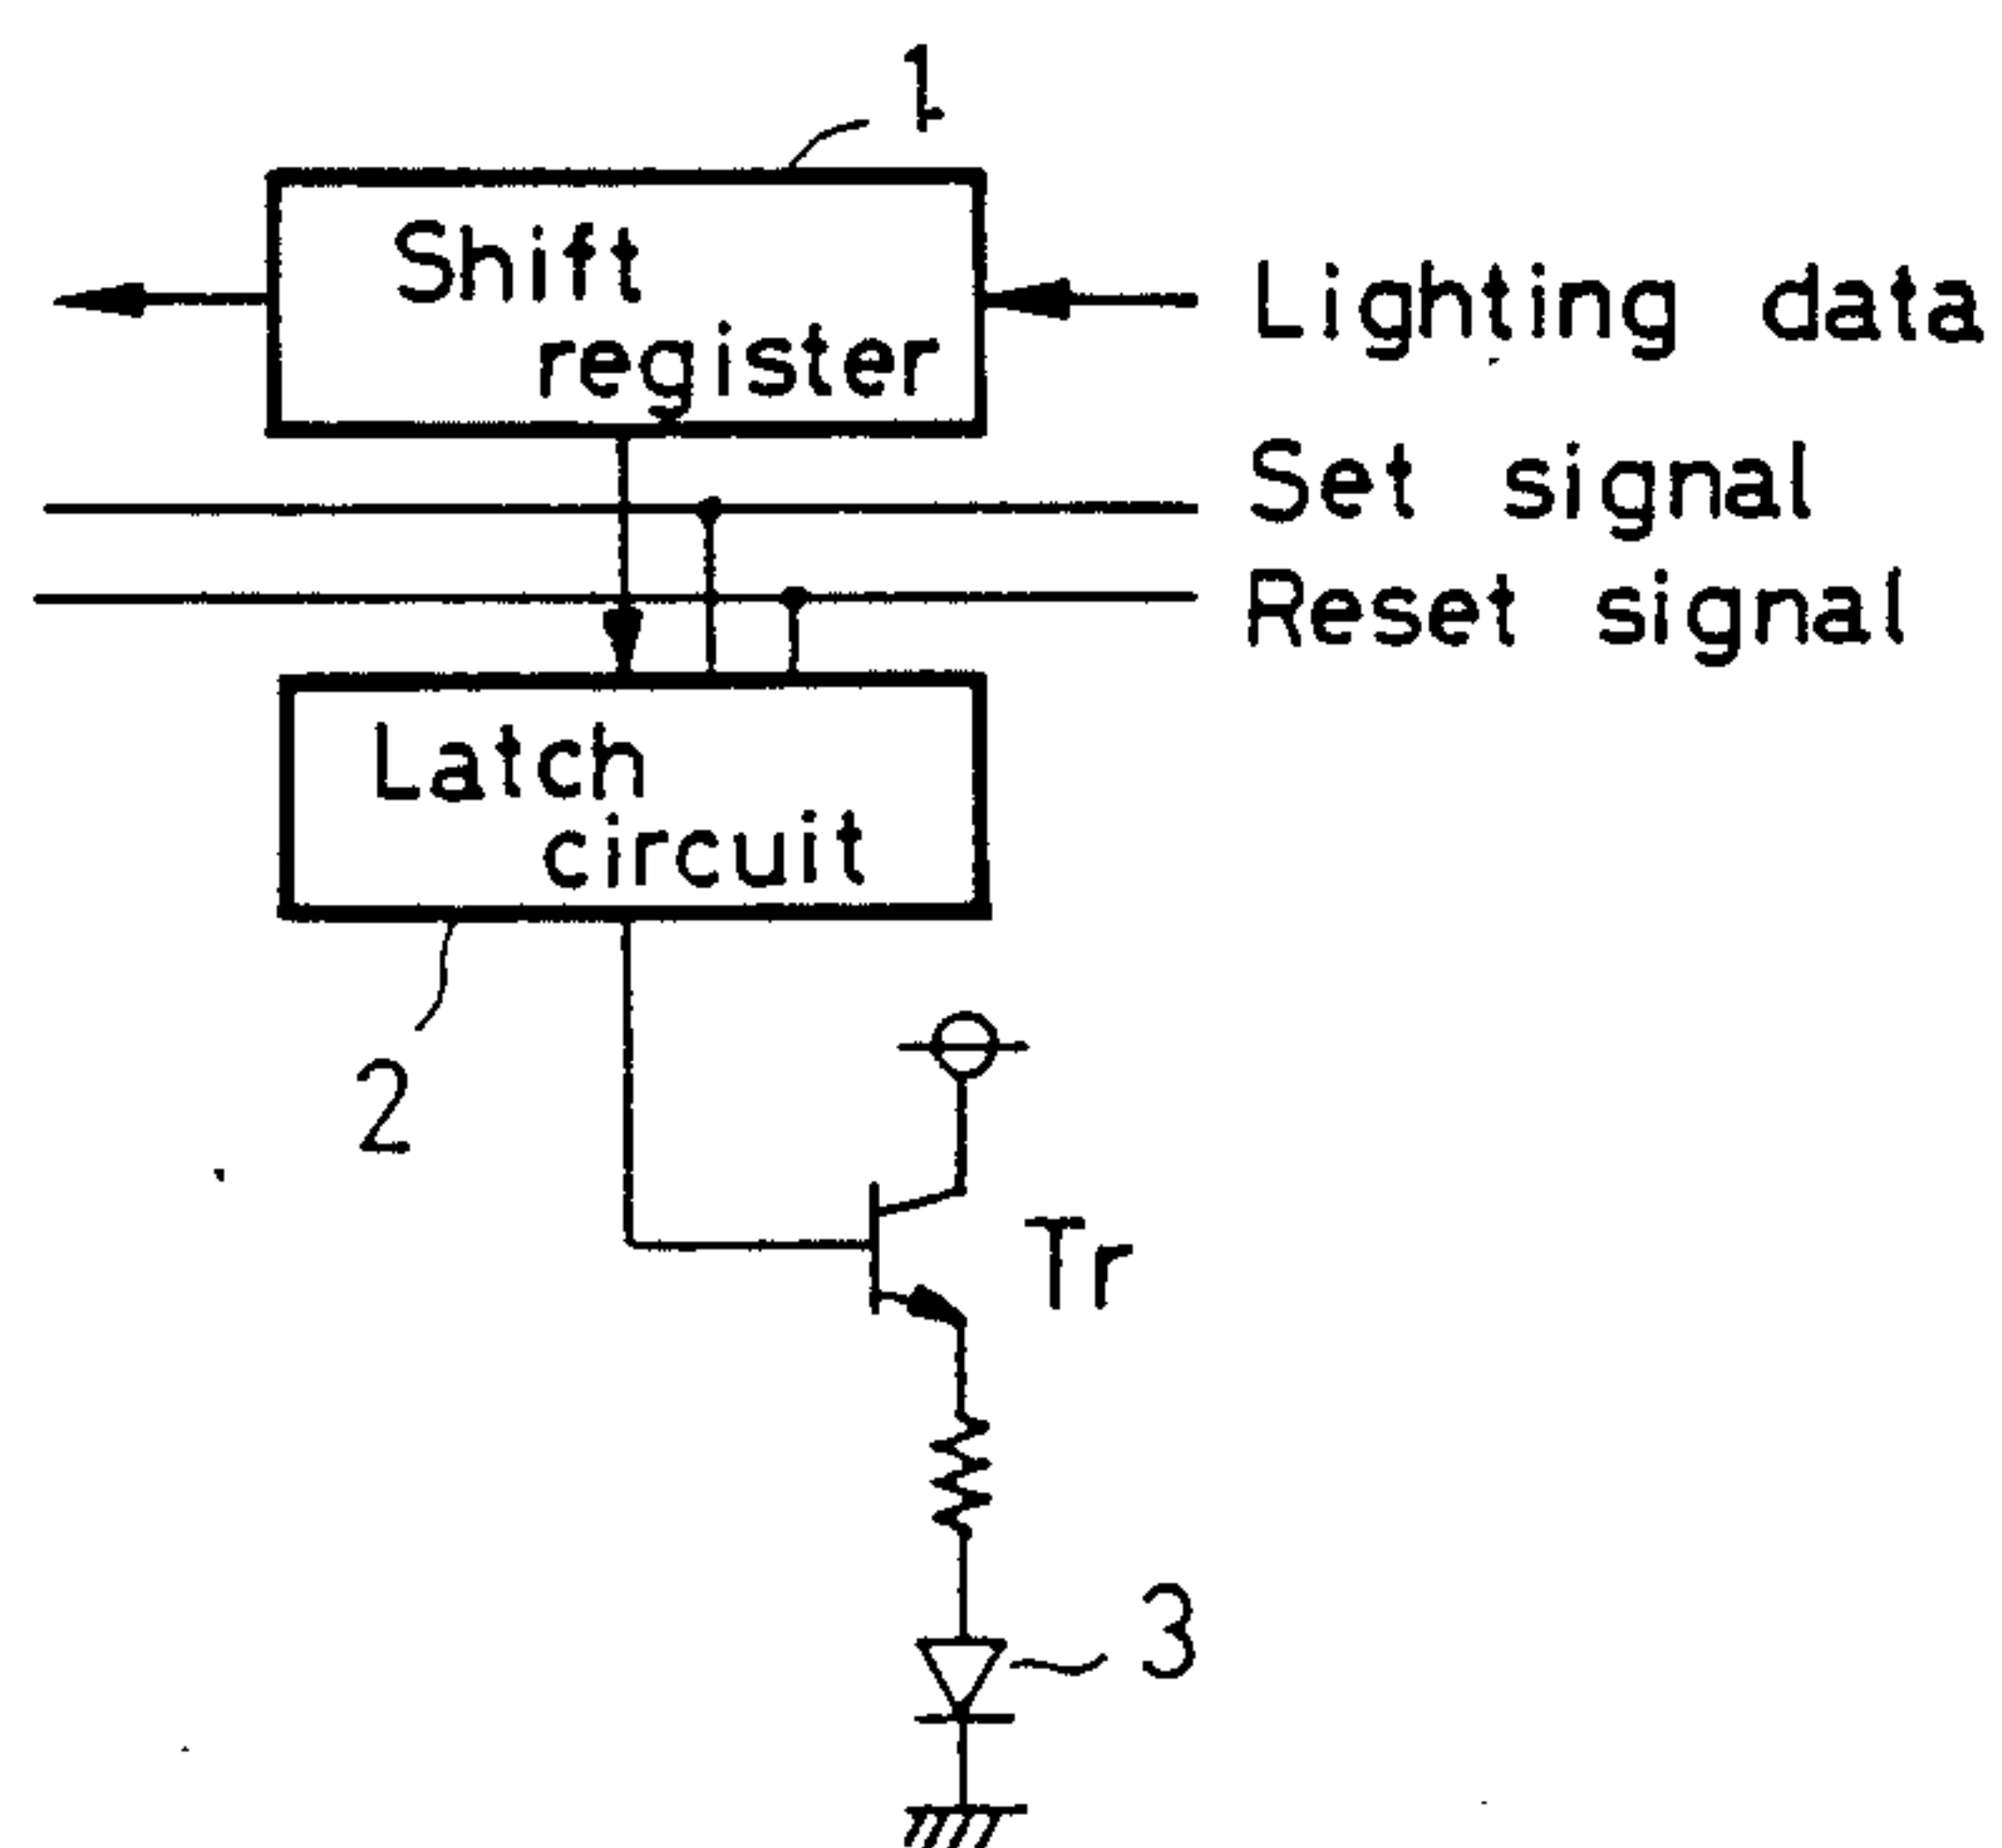 1
Shift
register
Lighting data
Set signal
Reset signal
Latch
circuit
2
Tr
3